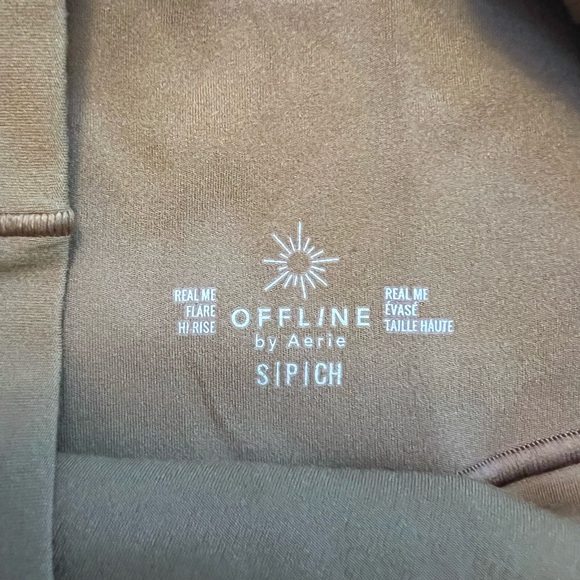 REAL ME
FLARE
HI RISE
OFFLINE
by Aerie
S|P|CH
REAL ME
ÉVASÉ
TAILLE HAUTE